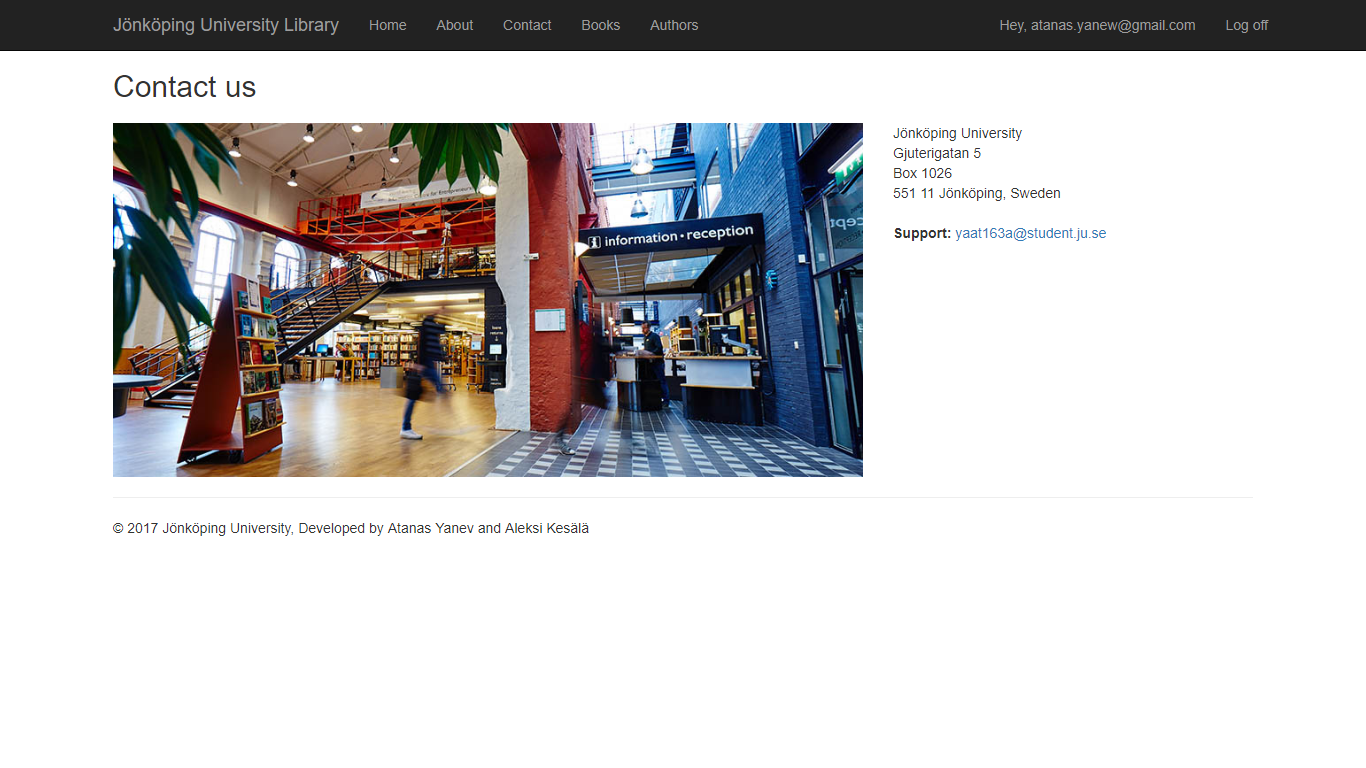 Jönköping University Library Home About Contact Books Authors Hey, atanas.yanew@gmail.com Log off
Contact us
information • reception
Jönköping University
Gjuterigatan 5
Box 1026
551 11 Jönköping, Sweden
Support: yaat163a@student.ju.se
© 2017 Jönköping University, Developed by Atanas Yanev and Aleksi Kesälä